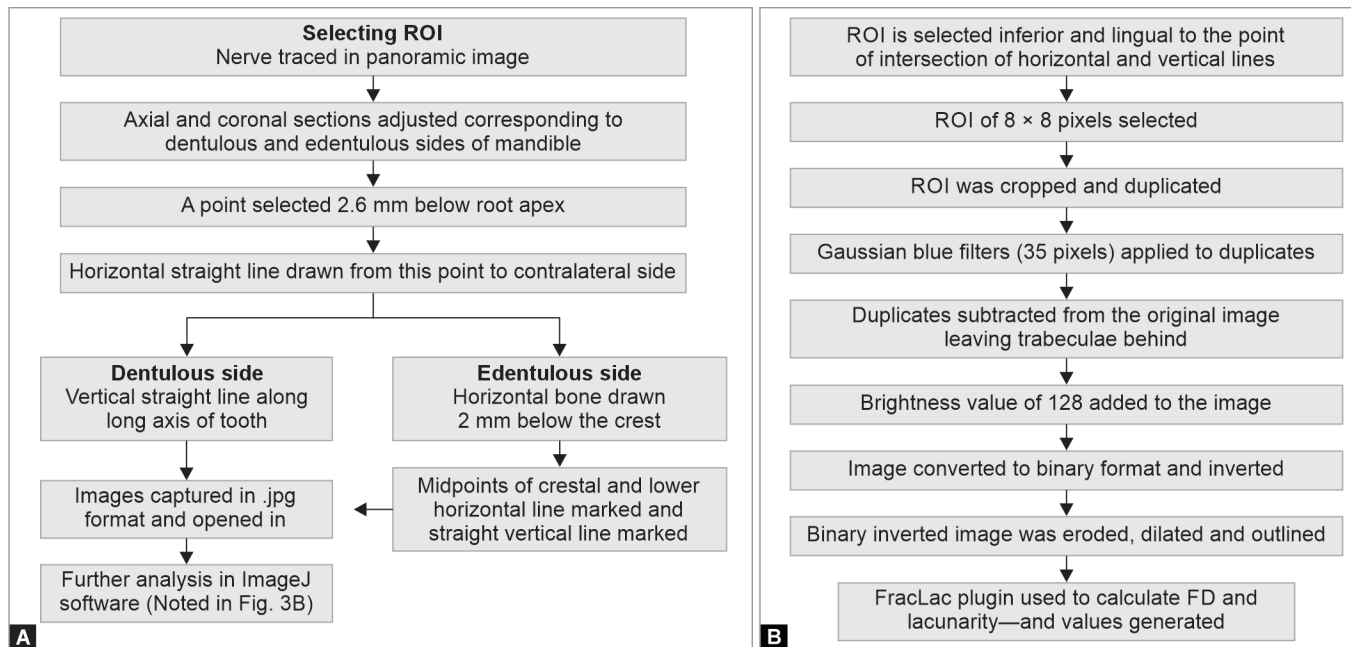 Selecting ROI
Nerve traced in panoramic image
Axial and coronal sections adjusted corresponding to
dentulous and edentulous sides of mandible
A point selected 2.6 mm below root apex
Horizontal straight line drawn from this point to contralateral side
Dentulous side
Vertical straight line along
long axis of tooth
Images captured in .jpg
format and opened in
Further analysis in ImageJ
software (Noted in Fig. 3B)
Edentulous side
Horizontal bone drawn
2 mm below the crest
Midpoints of crestal and lower
horizontal line marked and
straight vertical line marked
A
ROI is selected inferior and lingual to the point
of intersection of horizontal and vertical lines
ROI of 8 × 8 pixels selected
ROI was cropped and duplicated
Gaussian blue filters (35 pixels) applied to duplicates
Duplicates subtracted from the original image
leaving trabeculae behind
Brightness value of 128 added to the image
Image converted to binary format and inverted
Binary inverted image was eroded, dilated and outlined
FracLac plugin used to calculate FD and
lacunarity—and values generated
B